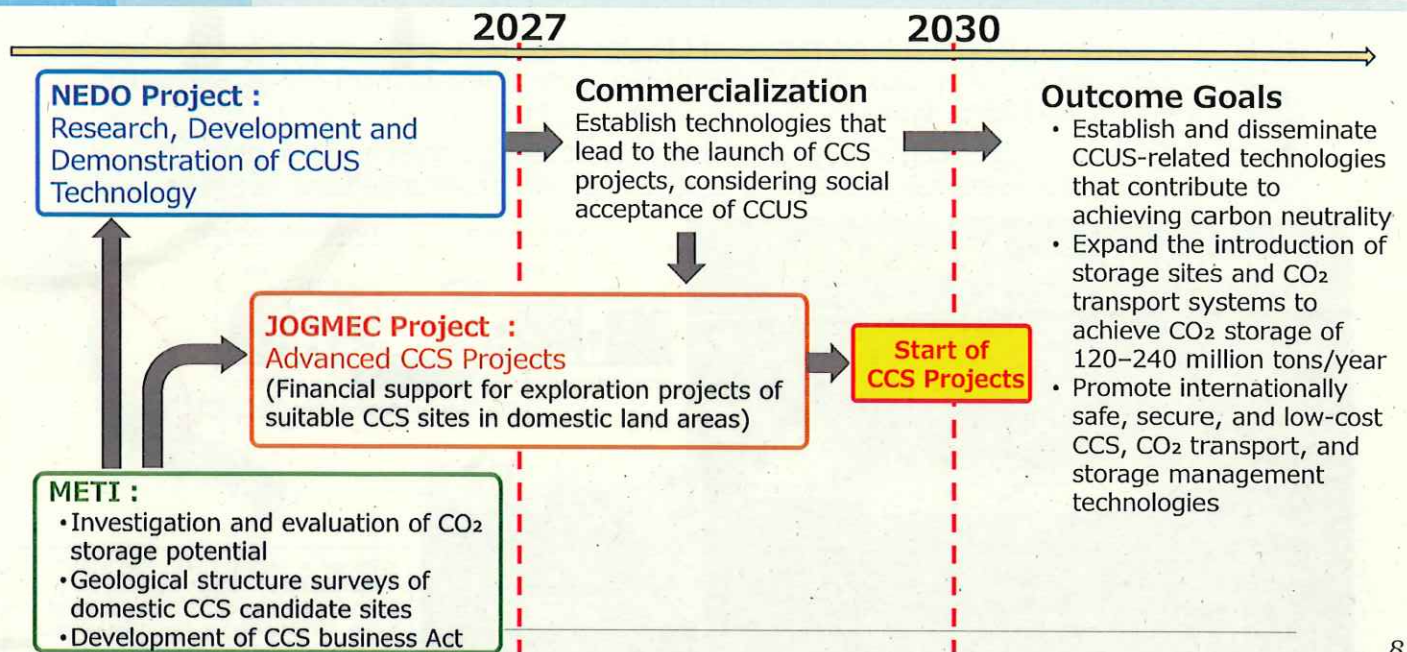 2027
2030
NEDO Project :
Research, Development and
Demonstration of CCUS
Technology
Commercialization
Establish technologies that
lead to the launch of CCS
projects, considering social
acceptance of CCUS
Outcome Goals
• Establish and disseminate
CCUS-related technologies
that contribute to
achieving carbon neutrality
• Expand the introduction of
storage sites and CO₂
transport systems to
achieve CO₂ storage of
120–240 million tons/year
• Promote internationally
safe, secure, and low-cost
CCS, CO₂ transport, and
storage management
technologies
JOGMEC Project :
Advanced CCS Projects
(Financial support for exploration projects of
suitable CCS sites in domestic land areas)
Start of
CCS Projects
METI :
•Investigation and evaluation of CO₂
storage potential
•Geological structure surveys of
domestic CCS candidate sites
•Development of CCS business Act
8